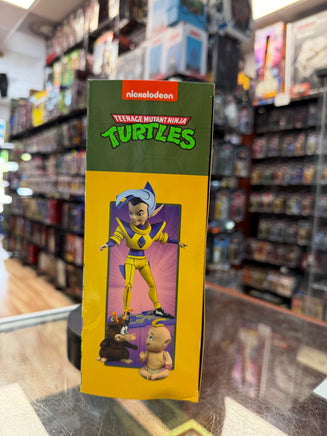 nickelodeon
TEENAGE MUTANT NINJA
TURTLES